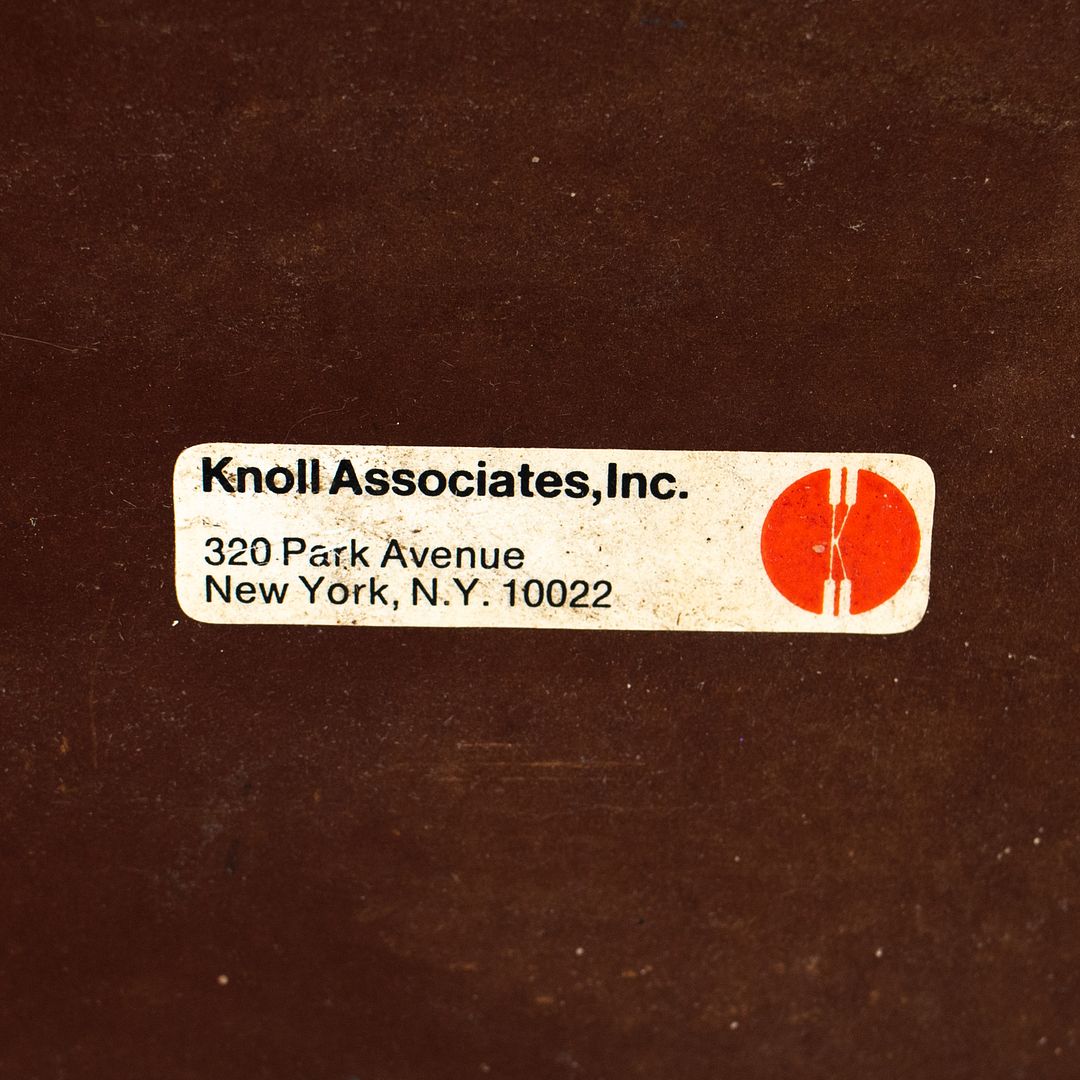 Knoll Associates, Inc.
320 Park Avenue
New York, N.Y. 10022
K